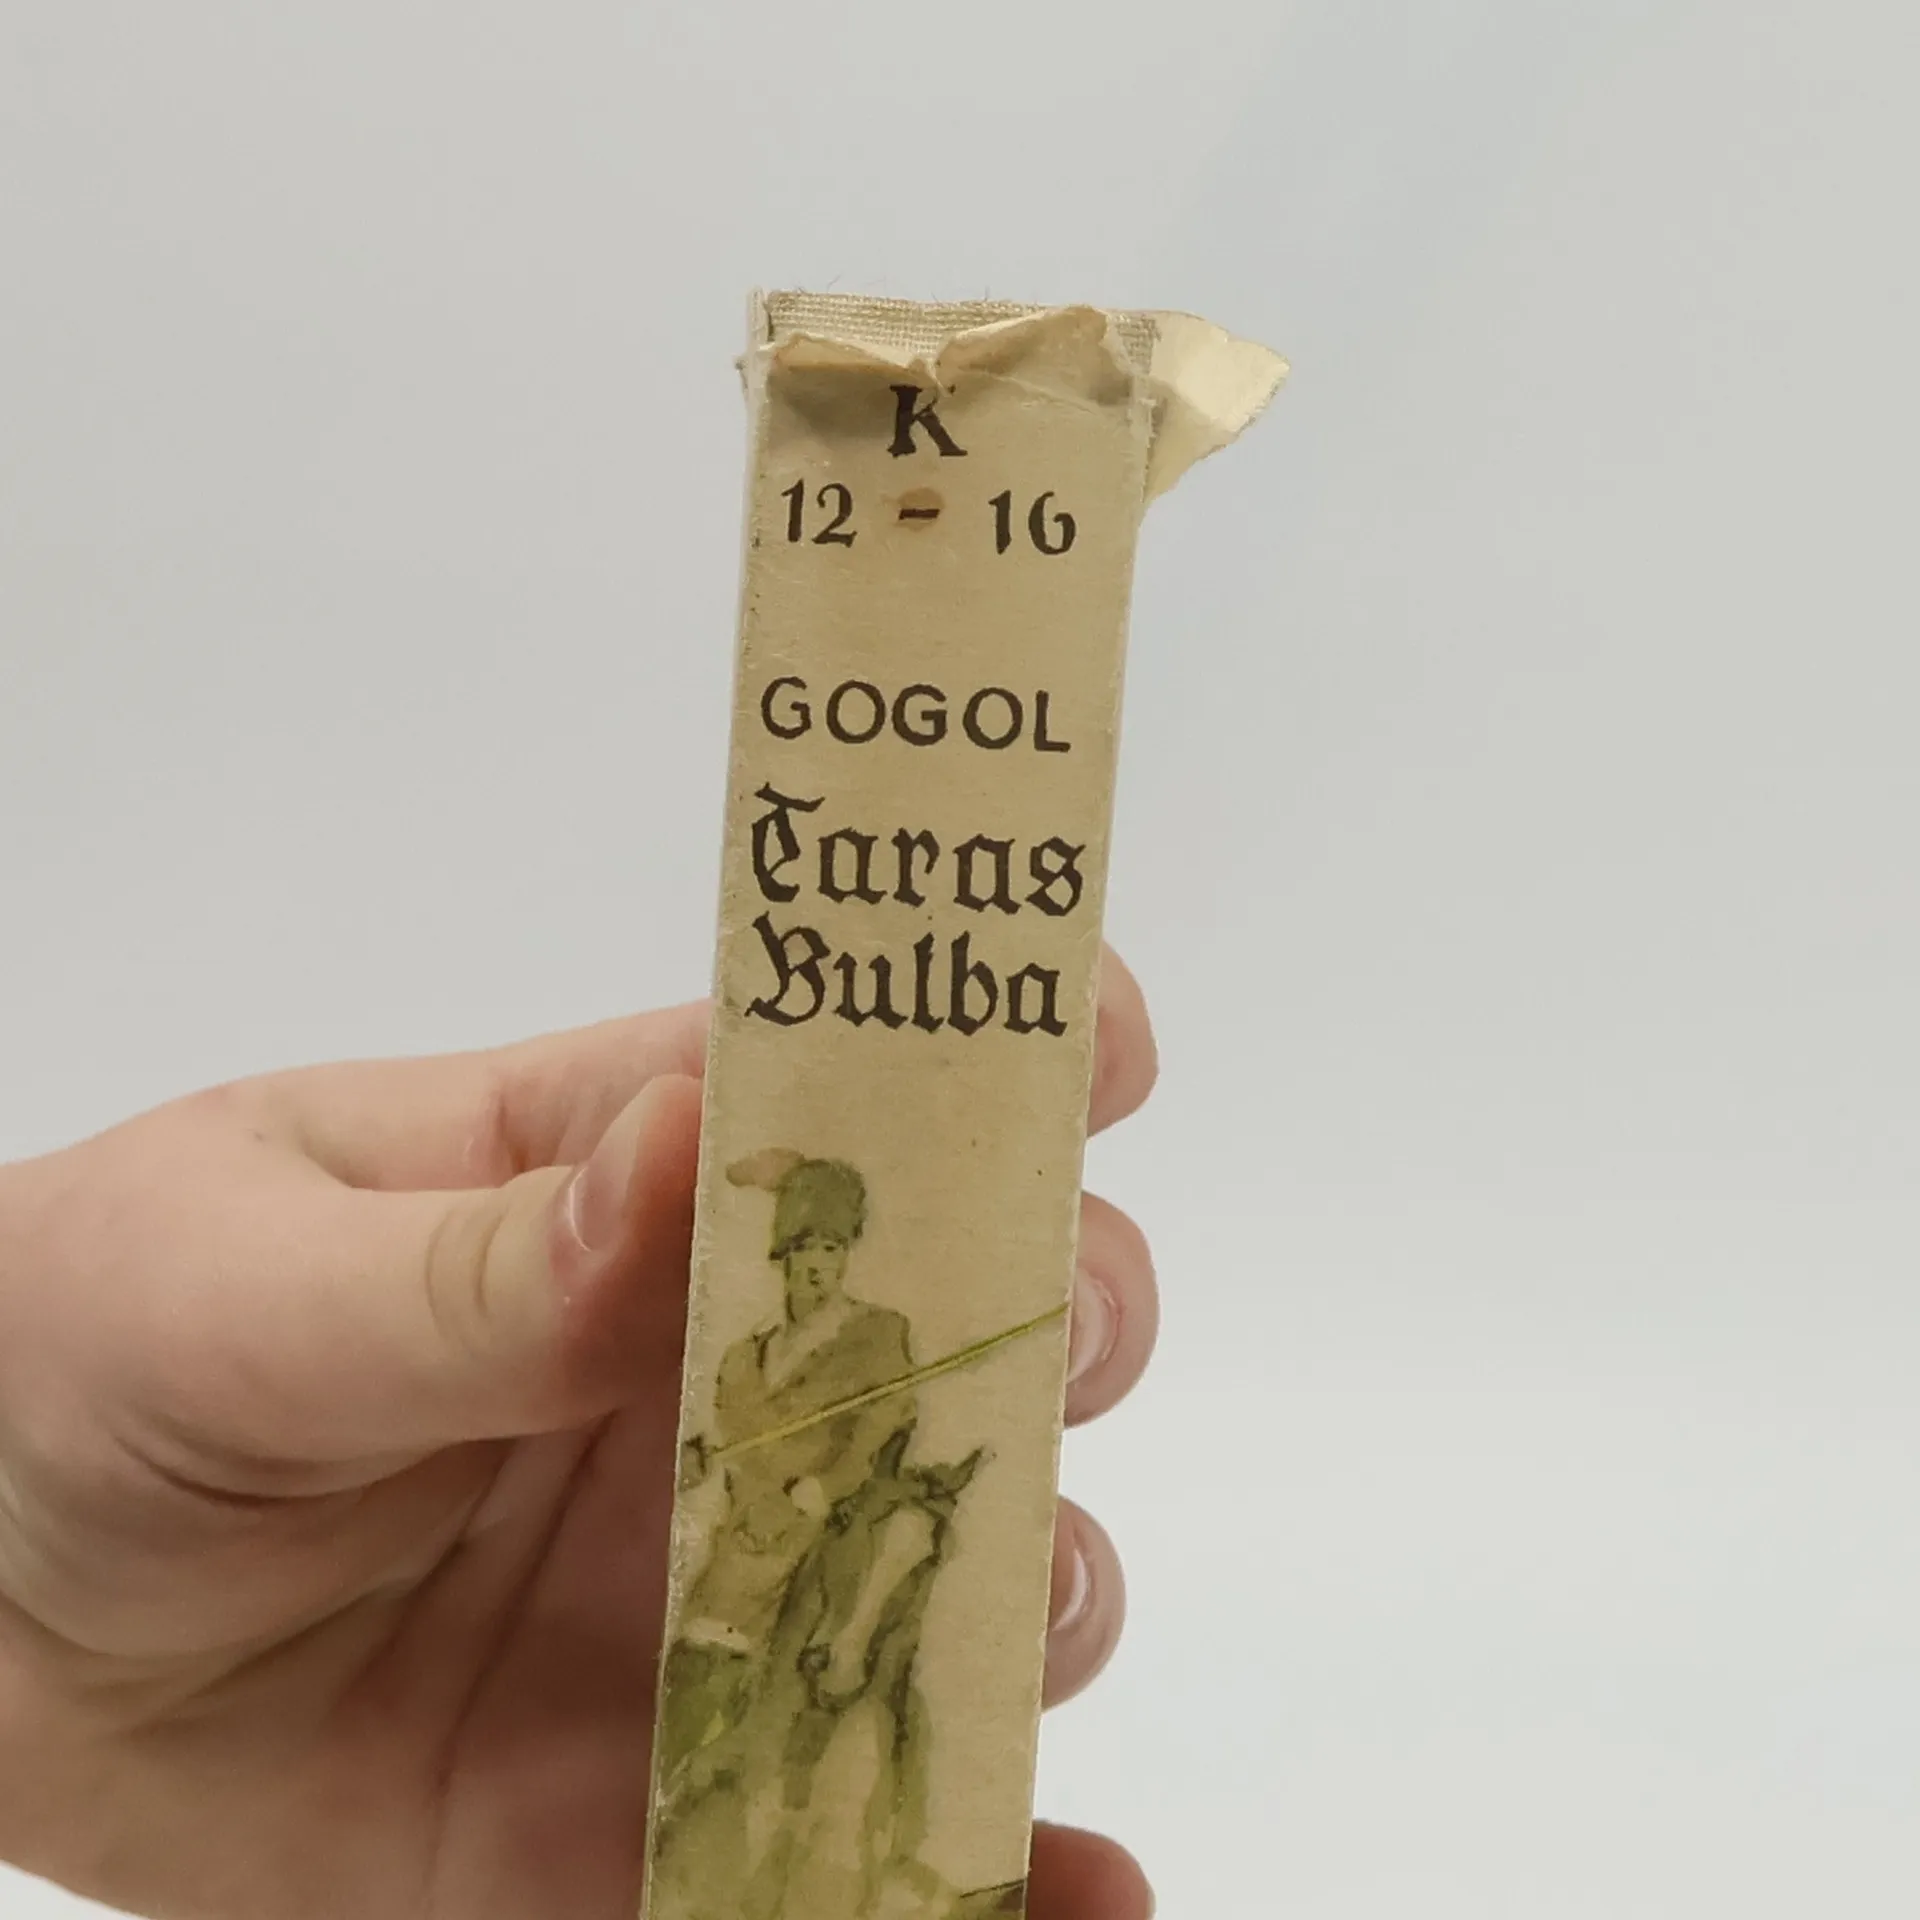 K
12 - 16
GOGOL
Taras
Bulba